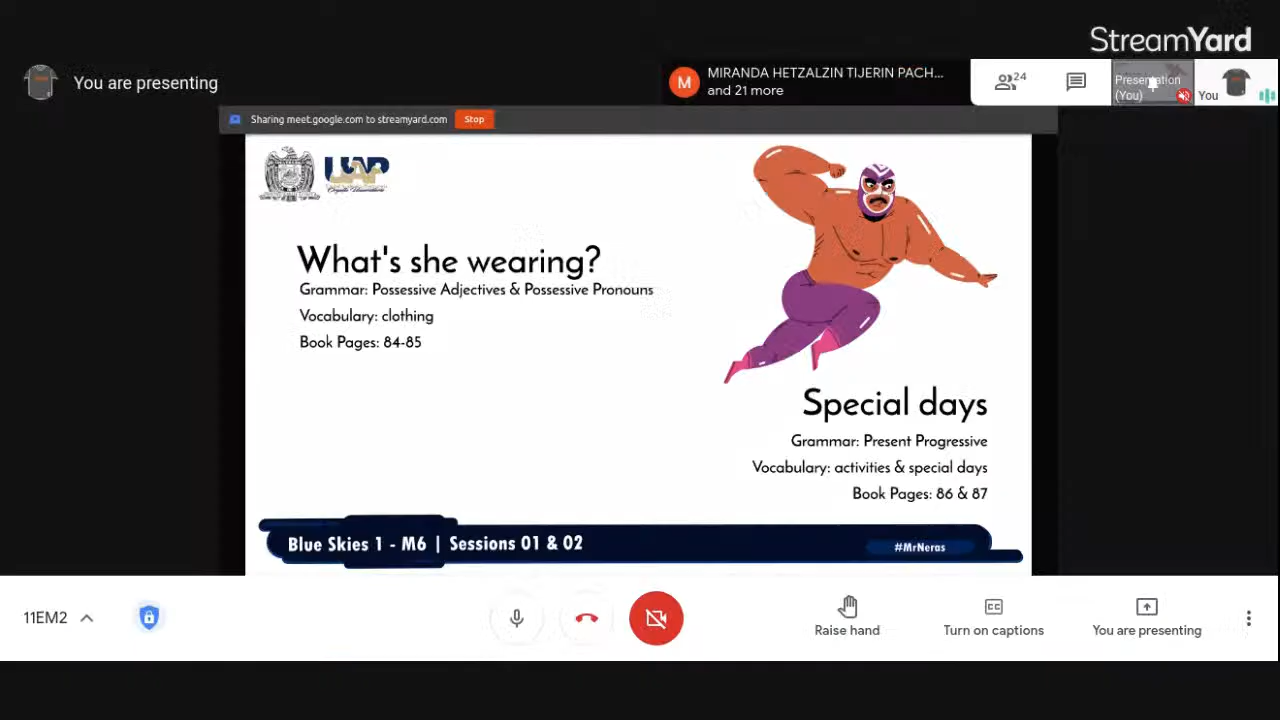 StreamYard
You are presenting
MIRANDA HETZALZIN TIJERIN PACH...
and 21 more
24
Presentation
(You)
You
Sharing meet.google.com to streamyard.com
Stop
UAP
What's she wearing?
Grammar: Possessive Adjectives & Possessive Pronouns
Vocabulary: clothing
Book Pages: 84-85
Special days
Grammar: Present Progressive
Vocabulary: activities & special days
Book Pages: 86 & 87
Blue Skies 1 - M6 | Sessions 01 & 02
#MrNeras
11EM2
Raise hand
CC
Turn on captions
You are presenting